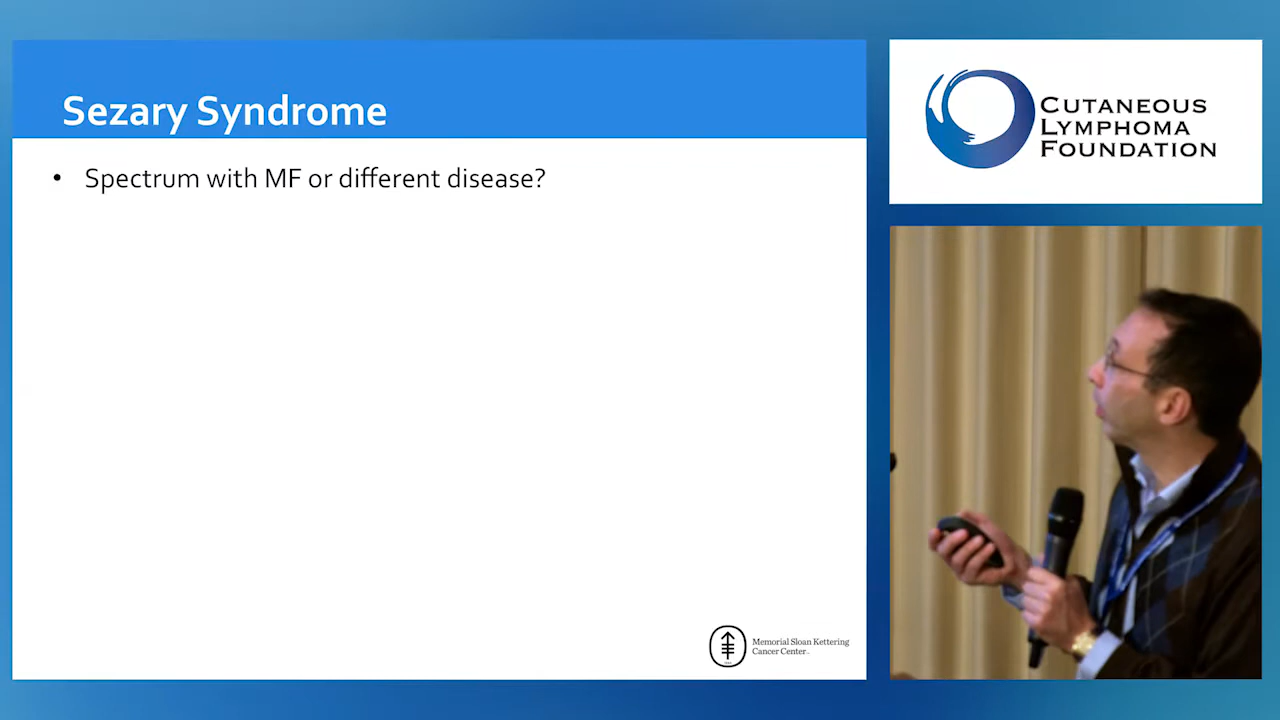 Sezary Syndrome
• Spectrum with MF or different disease?
Memorial Sloan Kettering
Cancer Center
CUTANEOUS
LYMPHOMA
FOUNDATION